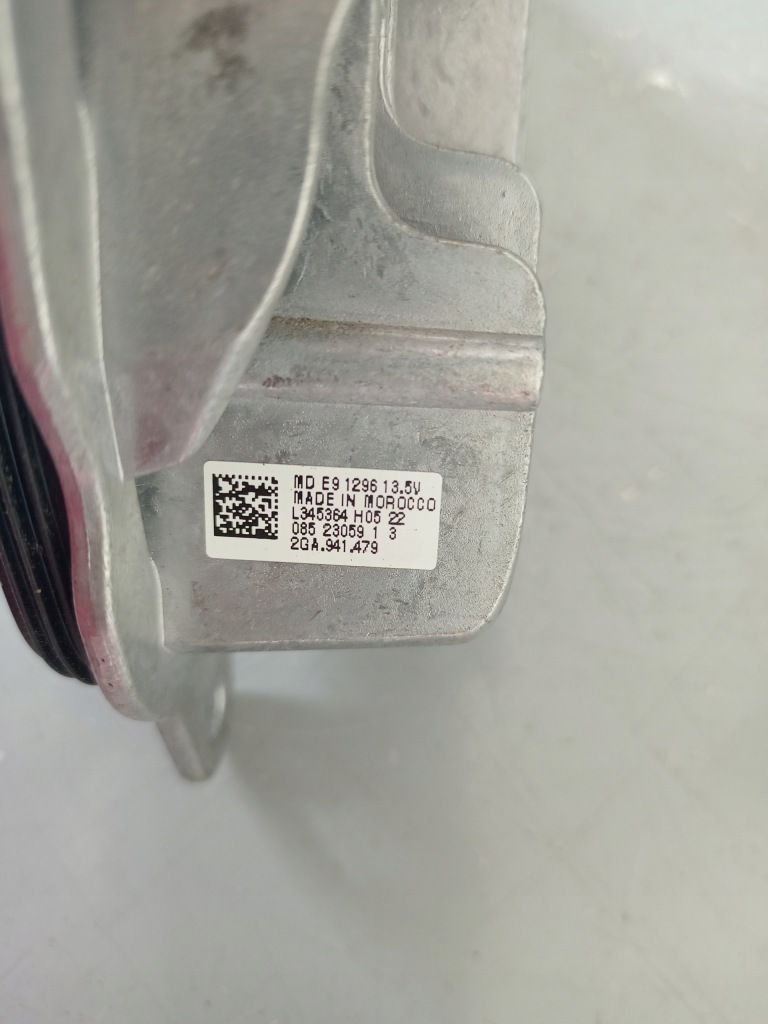 MD E9 1296 13.5V
MADE IN MOROCCO
L345364 H05 22
085 23059 1 3
2GA.941.479